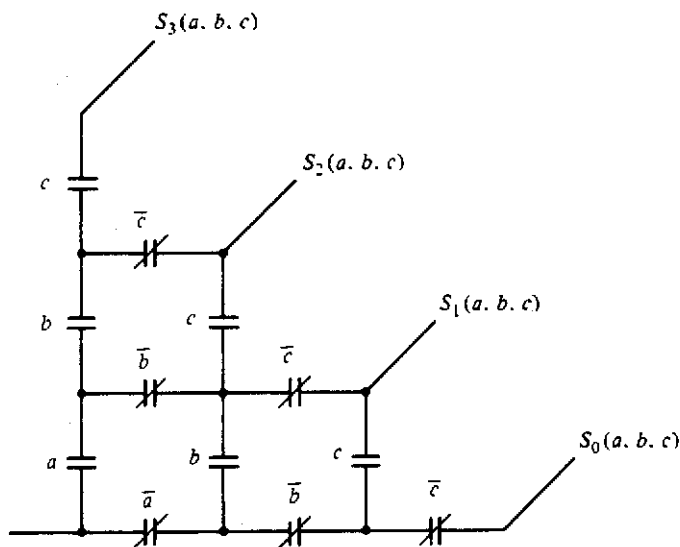 S₃(a. b. c)
c
S₂(a. b. c)
c̅
b
c
S₁(a. b. c)
b̅
c̅
a
b
c
S₀(a. b. c)
a̅
b̅
c̅